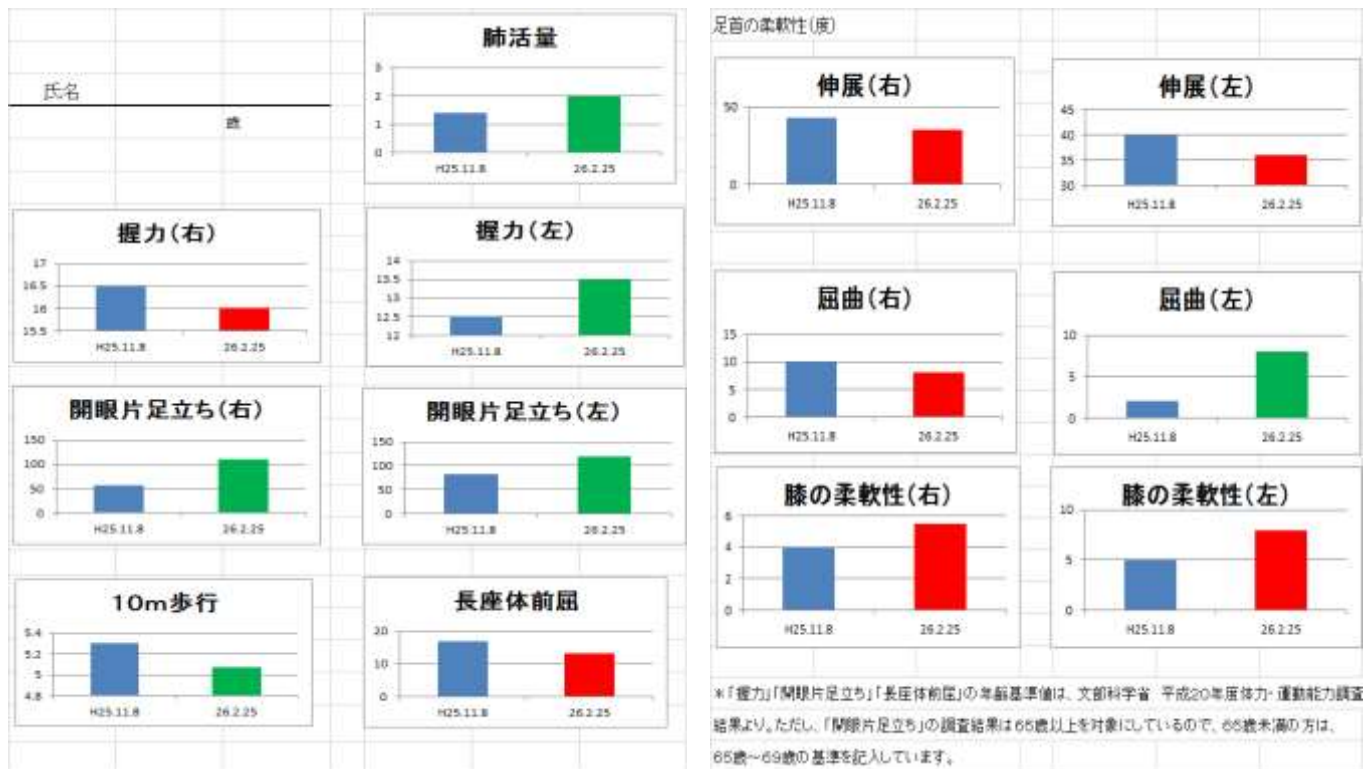 氏名
歳
肺活量
3
2
1
0
H25.11.8 26.2.25
握力(右)
17
16.5
16
15.5
H25.11.8 26.2.25
握力(左)
14
13.5
13
12.5
12
H25.11.8 26.2.25
開眼片足立ち(右)
150
100
50
0
H25.11.8 26.2.25
開眼片足立ち(左)
150
100
50
0
H25.11.8 26.2.25
10m歩行
5.4
5.2
5
4.8
H25.11.8 26.2.25
長座体前屈
20
10
0
H25.11.8 26.2.25
足首の柔軟性(度)
伸展(右)
50
0
H25.11.8 26.2.25
伸展(左)
45
40
35
30
H25.11.8 26.2.25
屈曲(右)
15
10
5
0
H25.11.8 26.2.25
屈曲(左)
10
5
0
H25.11.8 26.2.25
膝の柔軟性(右)
6
4
2
0
H25.11.8 26.2.25
膝の柔軟性(左)
10
5
0
H25.11.8 26.2.25
*「握力」「開眼片足立ち」「長座体前屈」の年齢基準値は、文部科学省 平成20年度体力・運動能力調査
結果より。ただし、「開眼片足立ち」の調査結果は65歳以上を対象にしているので、65歳未満の方は、
65歳~69歳の基準を記入しています。